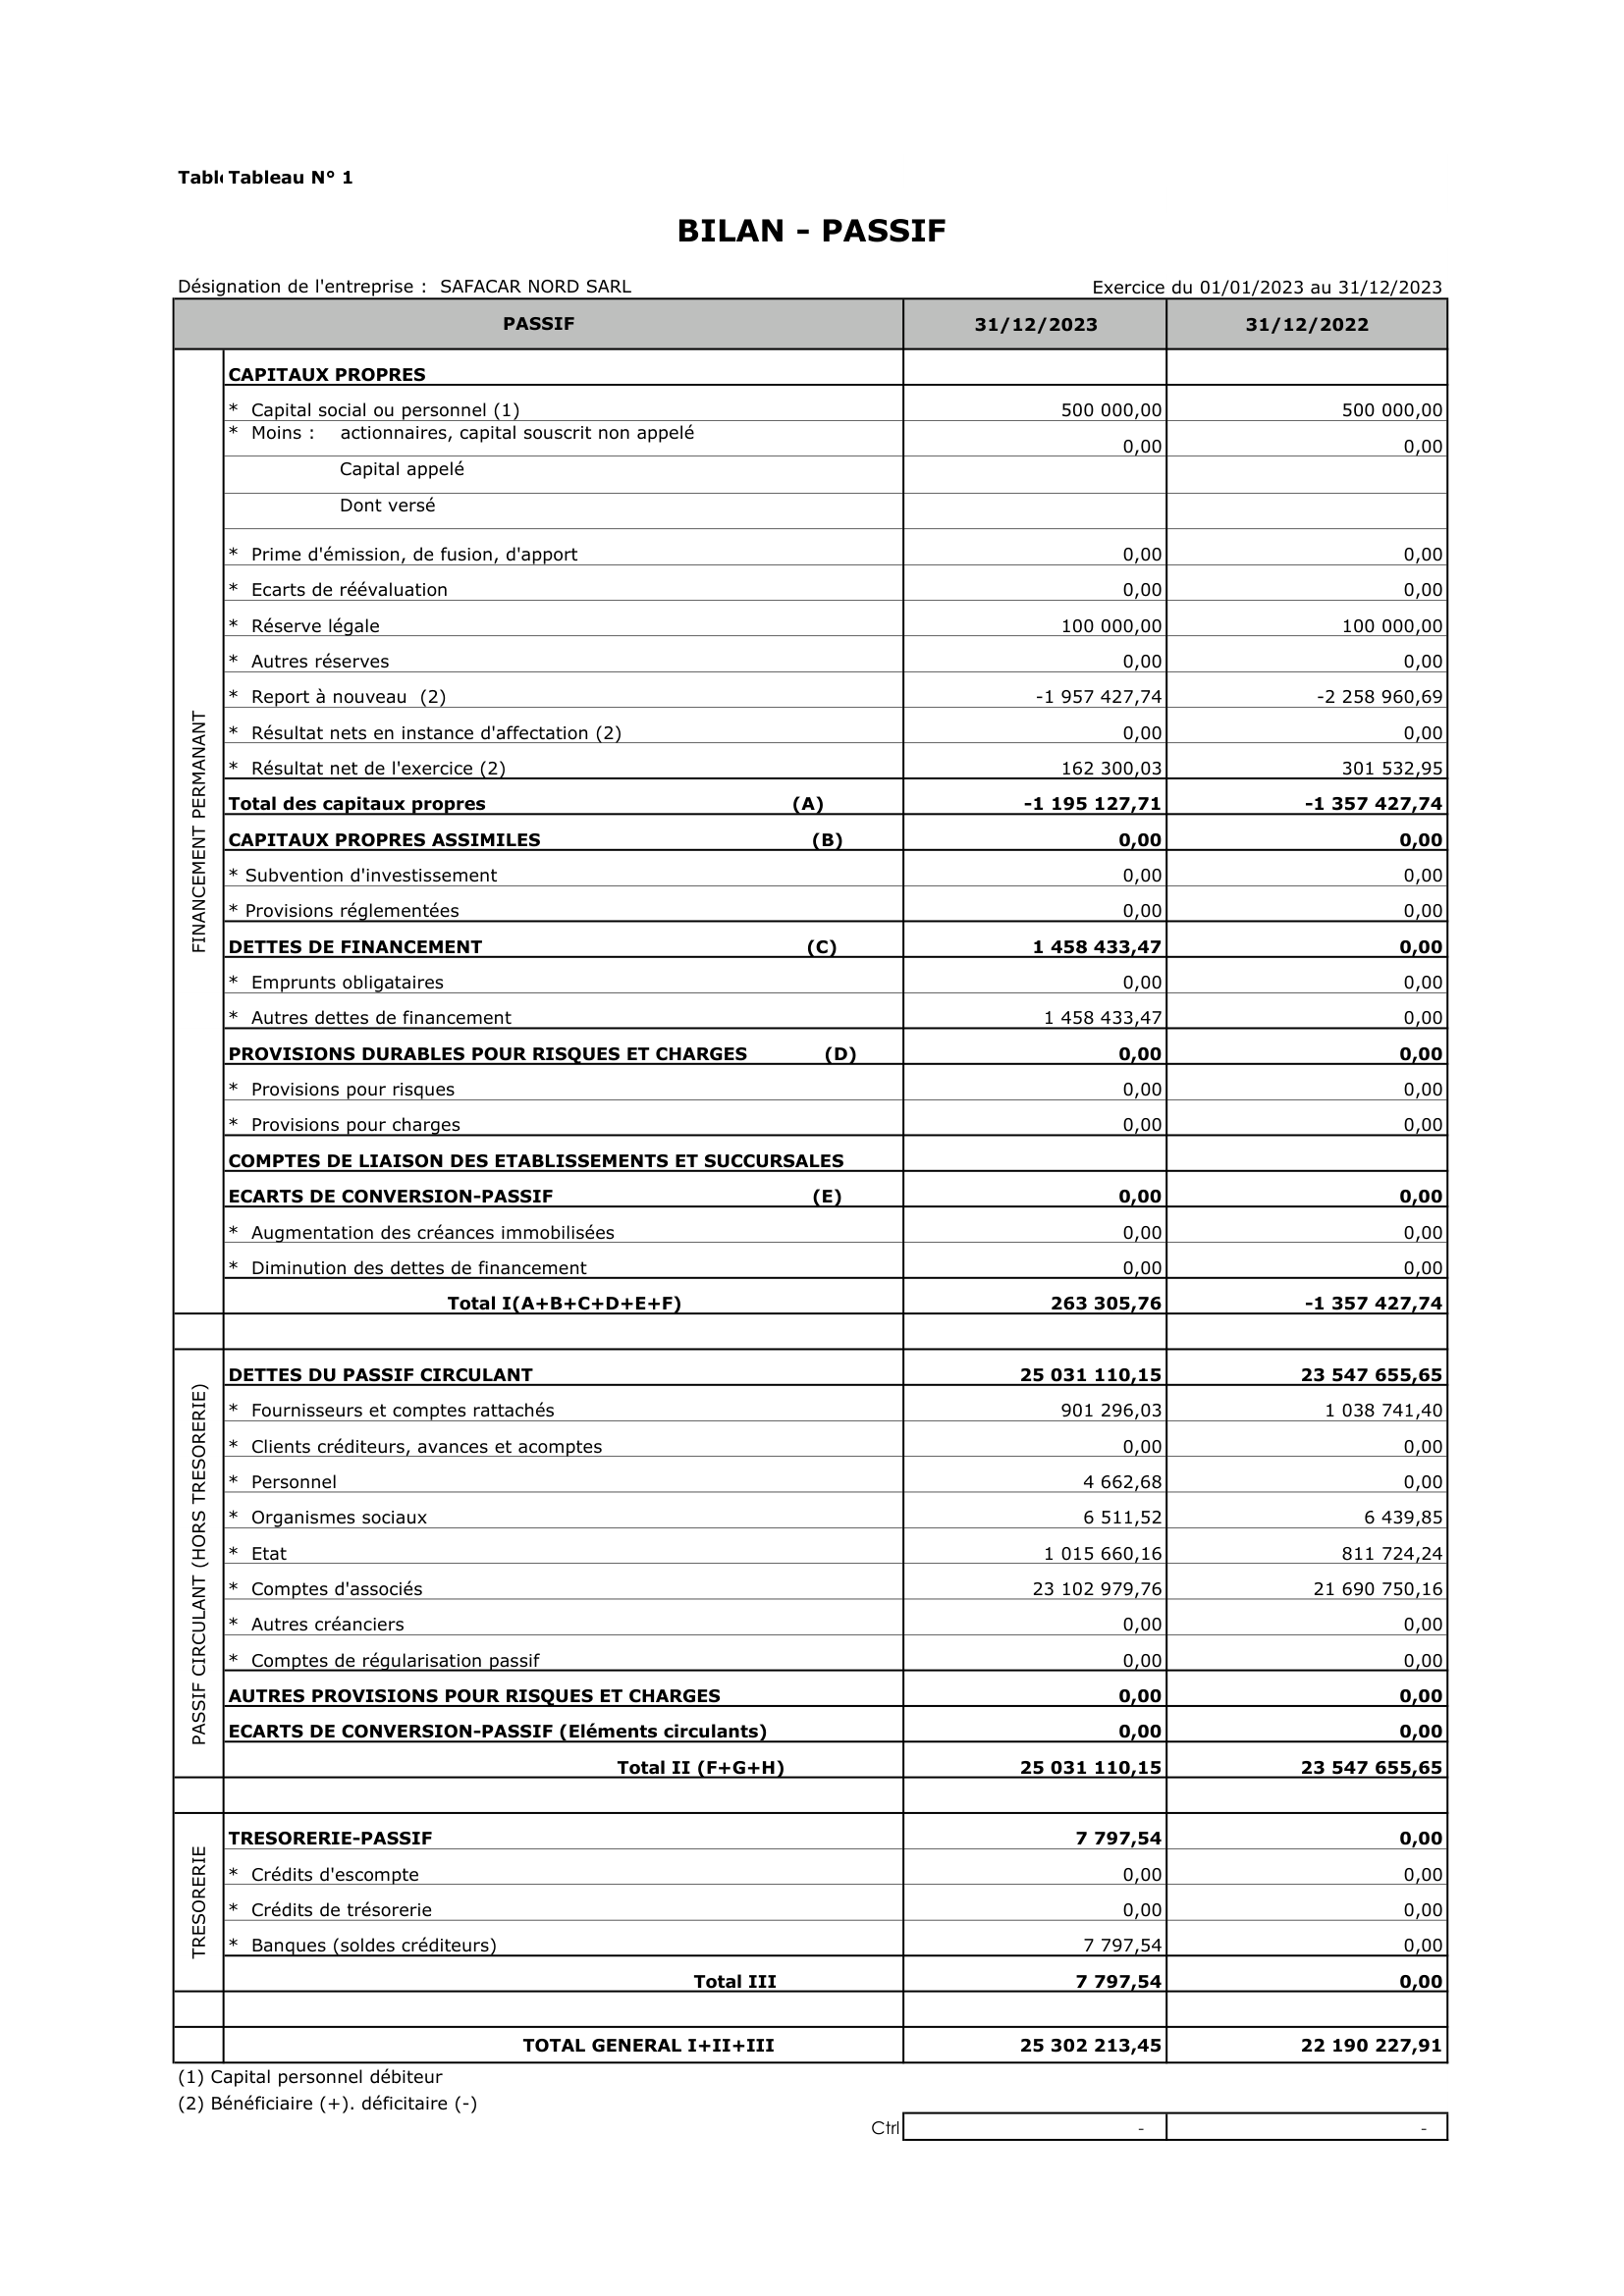 Table Tableau N° 1
BILAN - PASSIF
Désignation de l'entreprise : SAFACAR NORD SARL Exercice du 01/01/2023 au 31/12/2023
PASSIF 31/12/2023 31/12/2022
FINANCEMENT PERMANANT
CAPITAUX PROPRES
* Capital social ou personnel (1) 500 000,00 500 000,00
* Moins : actionnaires, capital souscrit non appelé 0,00 0,00
Capital appelé
Dont versé
* Prime d'émission, de fusion, d'apport 0,00 0,00
* Ecarts de réévaluation 0,00 0,00
* Réserve légale 100 000,00 100 000,00
* Autres réserves 0,00 0,00
* Report à nouveau (2) -1 957 427,74 -2 258 960,69
* Résultat nets en instance d'affectation (2) 0,00 0,00
* Résultat net de l'exercice (2) 162 300,03 301 532,95
Total des capitaux propres (A) -1 195 127,71 -1 357 427,74
CAPITAUX PROPRES ASSIMILES (B) 0,00 0,00
* Subvention d'investissement 0,00 0,00
* Provisions réglementées 0,00 0,00
DETTES DE FINANCEMENT (C) 1 458 433,47 0,00
* Emprunts obligataires 0,00 0,00
* Autres dettes de financement 1 458 433,47 0,00
PROVISIONS DURABLES POUR RISQUES ET CHARGES (D) 0,00 0,00
* Provisions pour risques 0,00 0,00
* Provisions pour charges 0,00 0,00
COMPTES DE LIAISON DES ETABLISSEMENTS ET SUCCURSALES
ECARTS DE CONVERSION-PASSIF (E) 0,00 0,00
* Augmentation des créances immobilisées 0,00 0,00
* Diminution des dettes de financement 0,00 0,00
Total I(A+B+C+D+E+F) 263 305,76 -1 357 427,74
PASSIF CIRCULANT (HORS TRESORERIE)
DETTES DU PASSIF CIRCULANT 25 031 110,15 23 547 655,65
* Fournisseurs et comptes rattachés 901 296,03 1 038 741,40
* Clients créditeurs, avances et acomptes 0,00 0,00
* Personnel 4 662,68 0,00
* Organismes sociaux 6 511,52 6 439,85
* Etat 1 015 660,16 811 724,24
* Comptes d'associés 23 102 979,76 21 690 750,16
* Autres créanciers 0,00 0,00
* Comptes de régularisation passif 0,00 0,00
AUTRES PROVISIONS POUR RISQUES ET CHARGES 0,00 0,00
ECARTS DE CONVERSION-PASSIF (Eléments circulants) 0,00 0,00
Total II (F+G+H) 25 031 110,15 23 547 655,65
TRESORERIE
TRESORERIE-PASSIF 7 797,54 0,00
* Crédits d'escompte 0,00 0,00
* Crédits de trésorerie 0,00 0,00
* Banques (soldes créditeurs) 7 797,54 0,00
Total III 7 797,54 0,00
TOTAL GENERAL I+II+III 25 302 213,45 22 190 227,91
(1) Capital personnel débiteur
(2) Bénéficiaire (+). déficitaire (-)
Ctrl - -